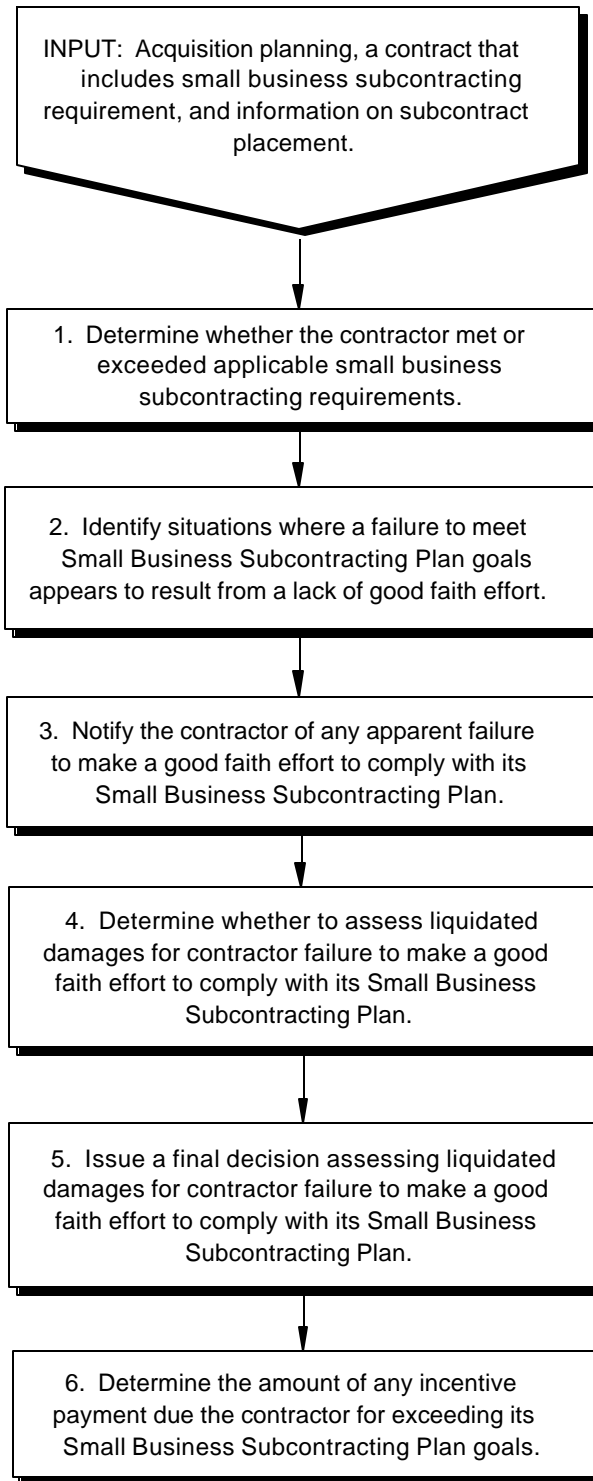 INPUT: Acquisition planning, a contract that
includes small business subcontracting
requirement, and information on subcontract
placement.
1. Determine whether the contractor met or
exceeded applicable small business
subcontracting requirements.
2. Identify situations where a failure to meet
Small Business Subcontracting Plan goals
appears to result from a lack of good faith effort.
3. Notify the contractor of any apparent failure
to make a good faith effort to comply with its
Small Business Subcontracting Plan.
4. Determine whether to assess liquidated
damages for contractor failure to make a good
faith effort to comply with its Small Business
Subcontracting Plan.
5. Issue a final decision assessing liquidated
damages for contractor failure to make a good
faith effort to comply with its Small Business
Subcontracting Plan.
6. Determine the amount of any incentive
payment due the contractor for exceeding its
Small Business Subcontracting Plan goals.